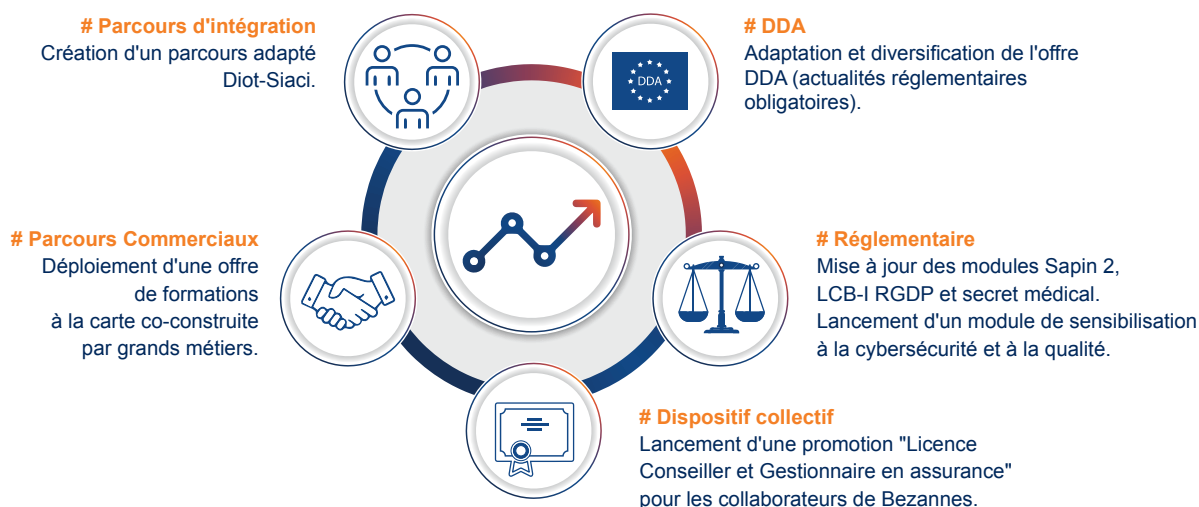 # Parcours d'intégration
Création d'un parcours adapté
Diot-Siaci.
# DDA
Adaptation et diversification de l'offre
DDA (actualités réglementaires
obligatoires).
DDA
# Parcours Commerciaux
Déploiement d'une offre
de formations
à la carte co-construite
par grands métiers.
# Réglementaire
Mise à jour des modules Sapin 2,
LCB-I RGDP et secret médical.
Lancement d'un module de sensibilisation
à la cybersécurité et à la qualité.
# Dispositif collectif
Lancement d'une promotion "Licence
Conseiller et Gestionnaire en assurance"
pour les collaborateurs de Bezannes.